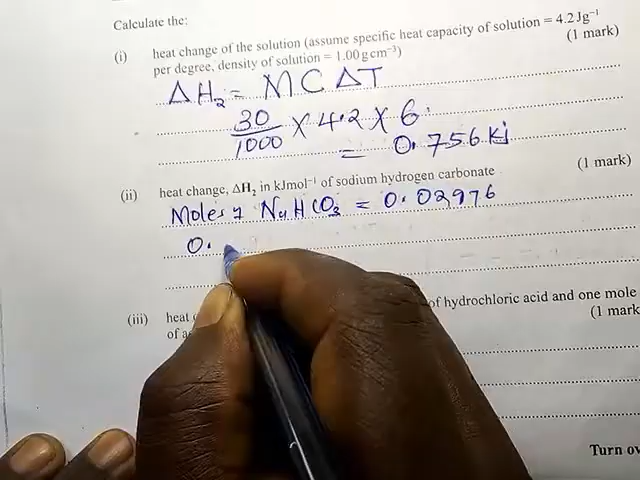 Calculate the:
(i) heat change of the solution (assume specific heat capacity of solution = 4.2 Jg⁻¹
per degree, density of solution = 1.00 g cm⁻³) (1 mark)
ΔH₂ = MCΔT
30/1000 × 4.2 × 6
= 0.756 kj
(ii) heat change, ΔH₂ in kJmol⁻¹ of sodium hydrogen carbonate (1 mark)
Moles NaHCO₃ = 0.02976
0.
(iii) heat of hydrochloric acid and one mole
of (1 mark
Turn